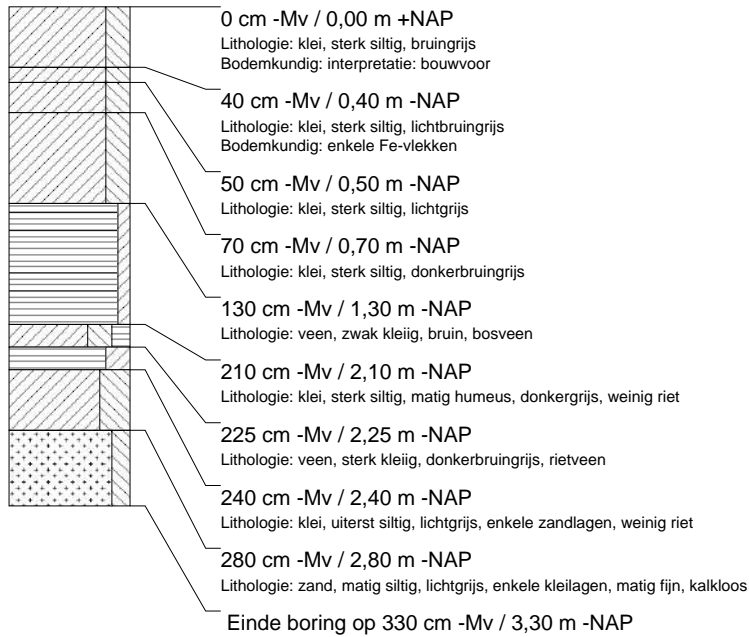 0 cm -Mv / 0,00 m +NAP
Lithologie: klei, sterk siltig, bruingrijs
Bodemkundig: interpretatie: bouwvoor
40 cm -Mv / 0,40 m -NAP
Lithologie: klei, sterk siltig, lichtbruingrijs
Bodemkundig: enkele Fe-vlekken
50 cm -Mv / 0,50 m -NAP
Lithologie: klei, sterk siltig, lichtgrijs
70 cm -Mv / 0,70 m -NAP
Lithologie: klei, sterk siltig, donkerbruingrijs
130 cm -Mv / 1,30 m -NAP
Lithologie: veen, zwak kleiig, bruin, bosveen
210 cm -Mv / 2,10 m -NAP
Lithologie: klei, sterk siltig, matig humeus, donkergrijs, weinig riet
225 cm -Mv / 2,25 m -NAP
Lithologie: veen, sterk kleiig, donkerbruingrijs, rietveen
240 cm -Mv / 2,40 m -NAP
Lithologie: klei, uiterst siltig, lichtgrijs, enkele zandlagen, weinig riet
280 cm -Mv / 2,80 m -NAP
Lithologie: zand, matig siltig, lichtgrijs, enkele kleilagen, matig fijn, kalkloos
Einde boring op 330 cm -Mv / 3,30 m -NAP